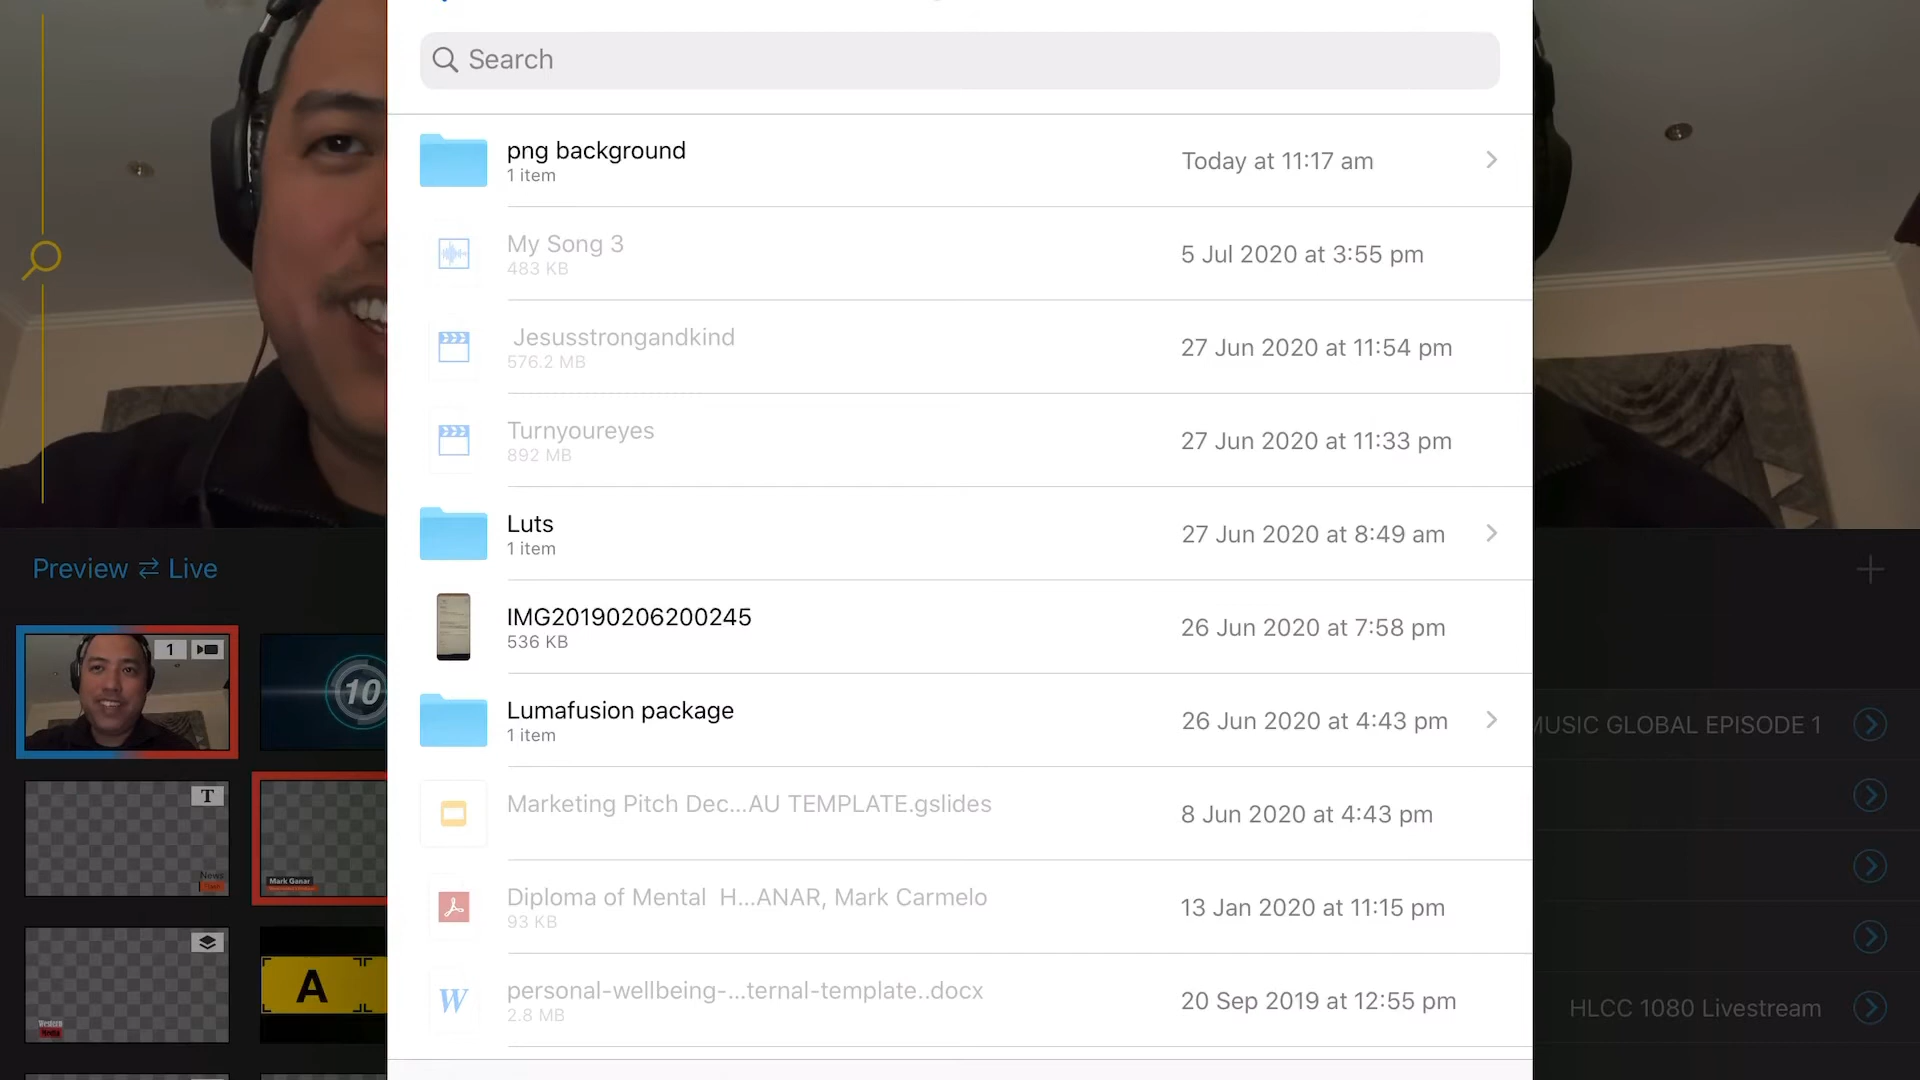 Search
png background
1 item
Today at 11:17 am
My Song 3
483 KB
5 Jul 2020 at 3:55 pm
Jesusstrongandkind
576.2 MB
27 Jun 2020 at 11:54 pm
Turnyoureyes
892 MB
27 Jun 2020 at 11:33 pm
Luts
1 item
27 Jun 2020 at 8:49 am
IMG20190206200245
536 KB
26 Jun 2020 at 7:58 pm
Lumafusion package
1 item
26 Jun 2020 at 4:43 pm
Marketing Pitch Dec...AU TEMPLATE.gslides
8 Jun 2020 at 4:43 pm
Diploma of Mental  H...ANAR, Mark Carmelo
93 KB
13 Jan 2020 at 11:15 pm
personal-wellbeing-...ternal-template..docx
2.8 MB
20 Sep 2019 at 12:55 pm
Preview ⇄ Live
1
10
T
News
Mark Ganar
A
Western
Media
MUSIC GLOBAL EPISODE 1
HLCC 1080 Livestream